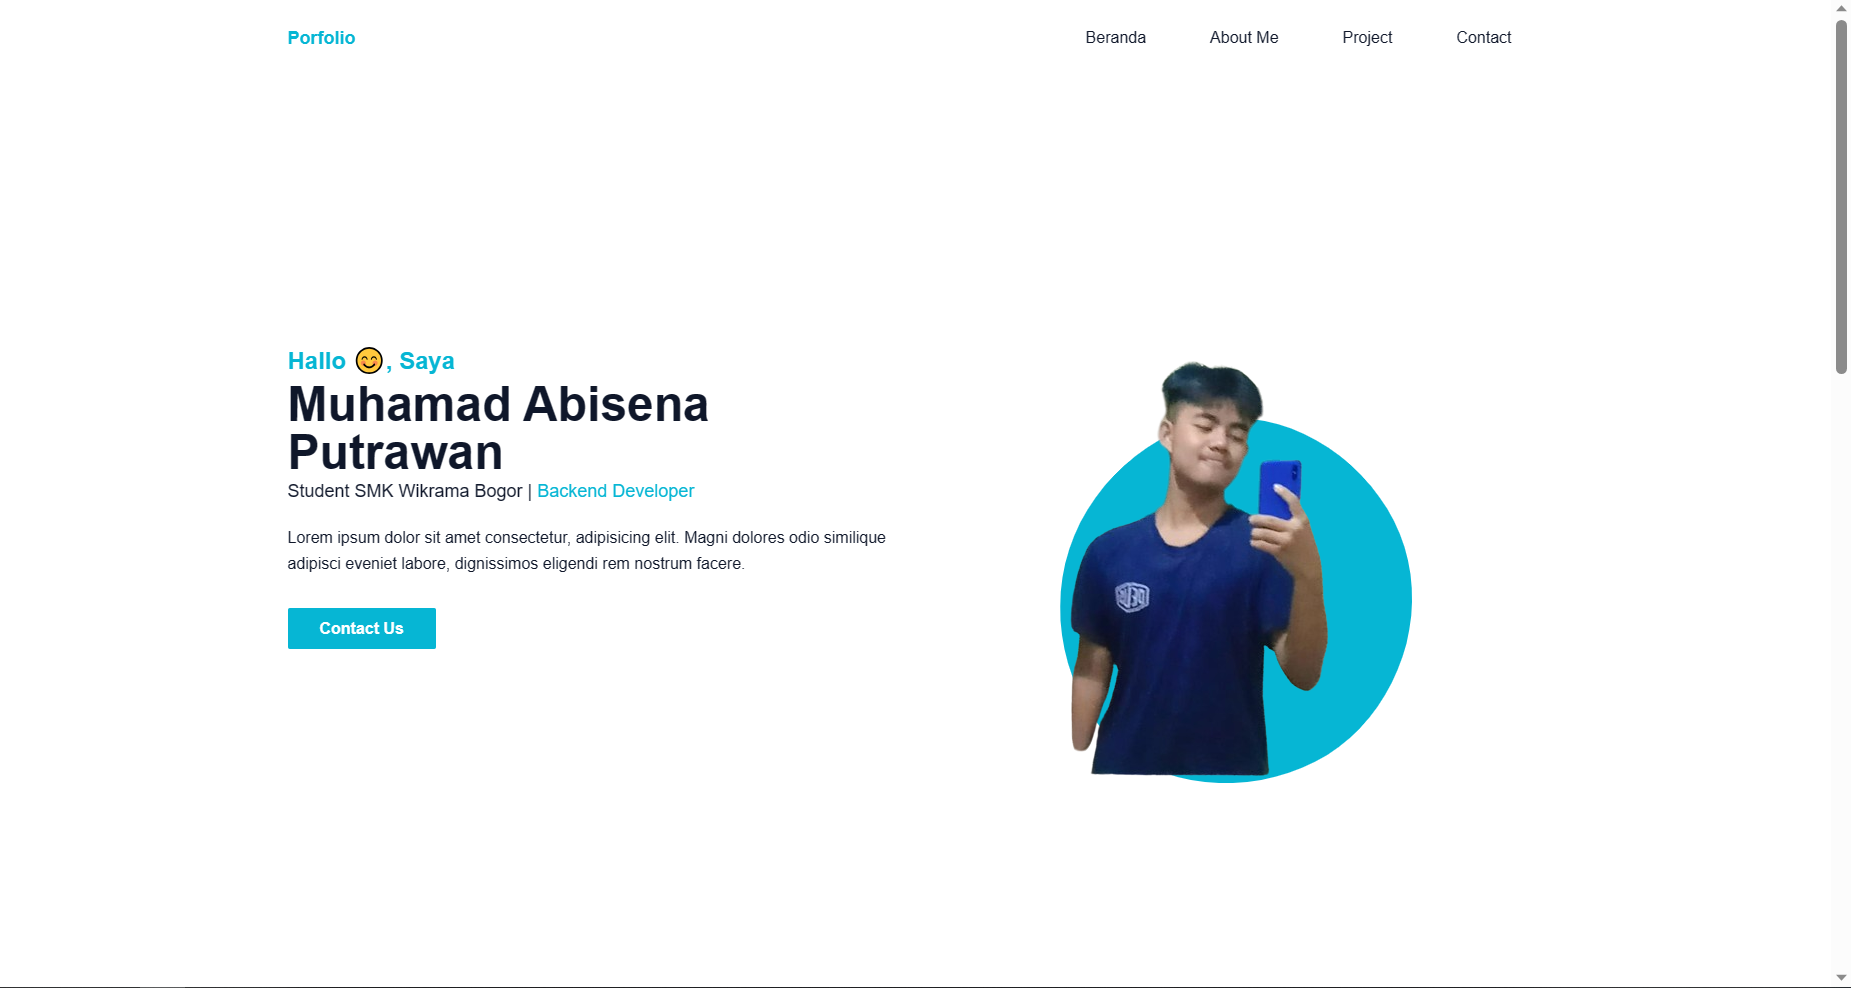 Porfolio
Beranda
About Me
Project
Contact
Hallo 😊, Saya
Muhamad Abisena
Putrawan
Student SMK Wikrama Bogor | Backend Developer
Lorem ipsum dolor sit amet consectetur, adipisicing elit. Magni dolores odio similique
adipisci eveniet labore, dignissimos eligendi rem nostrum facere.
Contact Us